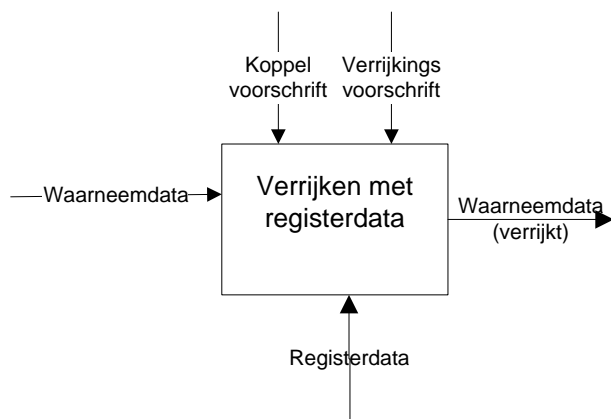 Koppel
voorschrift
Verrijkings
voorschrift
Waarneemdata
Verrijken met
registerdata
Waarneemdata
(verrijkt)
Registerdata